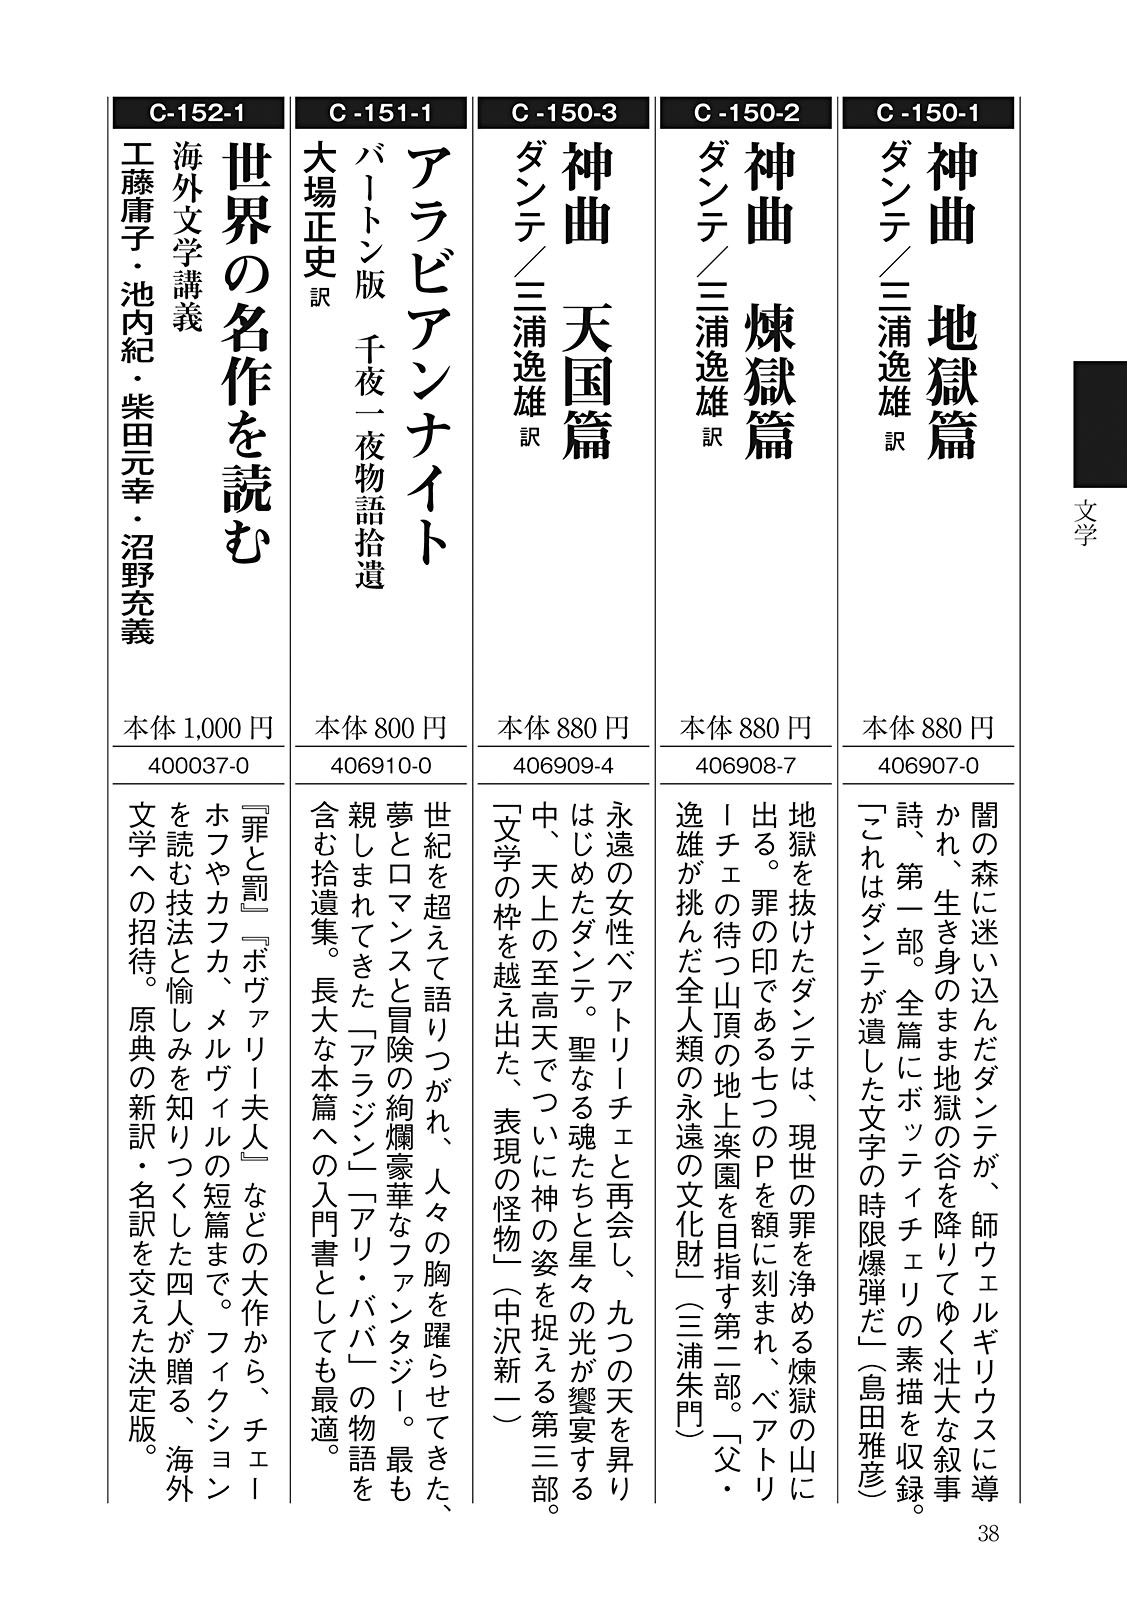 文学
C -150-1
神曲　地獄篇
ダンテ／三浦逸雄 訳
本体 880 円
406907-0
闇の森に迷い込んだダンテが、師ウェルギリウスに導
かれ、生き身のまま地獄の谷を降りてゆく壮大な叙事
詩、第一部。全篇にボッティチェリの素描を収録。
「これはダンテが遺した文字の時限爆弾だ」（島田雅彦）
C -150-2
神曲　煉獄篇
ダンテ／三浦逸雄 訳
本体 880 円
406908-7
地獄を抜けたダンテは、現世の罪を浄める煉獄の山に
出る。罪の印である七つのＰを額に刻まれ、ベアトリ
ーチェの待つ山頂の地上楽園を目指す第二部。「父・
逸雄が挑んだ全人類の永遠の文化財」（三浦朱門）
C -150-3
神曲　天国篇
ダンテ／三浦逸雄 訳
本体 880 円
406909-4
永遠の女性ベアトリーチェと再会し、九つの天を昇り
はじめたダンテ。聖なる魂たちと星々の光が饗宴する
中、天上の至高天でついに神の姿を捉える第三部。
「文学の枠を越え出た、表現の怪物」（中沢新一）
C -151-1
アラビアンナイト
バートン版　千夜一夜物語拾遺
大場正史 訳
本体 800 円
406910-0
世紀を超えて語りつがれ、人々の胸を躍らせてきた、
夢とロマンスと冒険の絢爛豪華なファンタジー。最も
親しまれてきた「アラジン」「アリ・ババ」の物語を
含む拾遺集。長大な本篇への入門書としても最適。
C-152-1
世界の名作を読む
海外文学講義
工藤庸子・池内紀・柴田元幸・沼野充義
本体 1,000 円
400037-0
『罪と罰』『ボヴァリー夫人』などの大作から、チェー
ホフやカフカ、メルヴィルの短篇まで。フィクション
を読む技法と愉しみを知りつくした四人が贈る、海外
文学への招待。原典の新訳・名訳を交えた決定版。
38